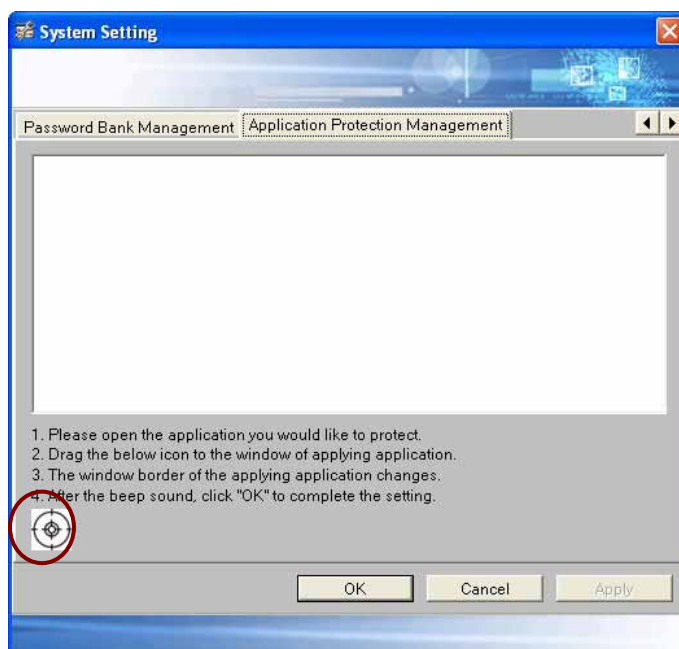 System Setting
Password Bank Management Application Protection Management
1. Please open the application you would like to protect.
2. Drag the below icon to the window of applying application.
3. The window border of the applying application changes.
4. After the beep sound, click "OK" to complete the setting.
OK Cancel Apply